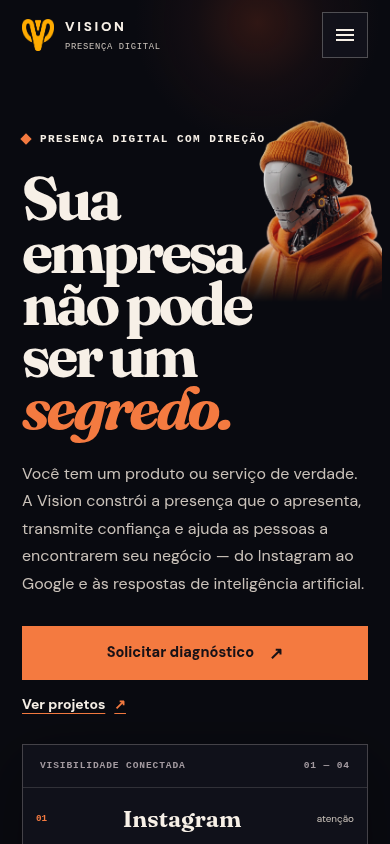 VISION
PRESENÇA DIGITAL
PRESENÇA DIGITAL COM DIREÇÃO
Sua
empresa
não pode
ser um
segredo.
Você tem um produto ou serviço de verdade.
A Vision constrói a presença que o apresenta,
transmite confiança e ajuda as pessoas a
encontrarem seu negócio — do Instagram ao
Google e às respostas de inteligência artificial.
Solicitar diagnóstico ↗
Ver projetos ↗
VISIBILIDADE CONECTADA 01 — 04
01 Instagram atenção